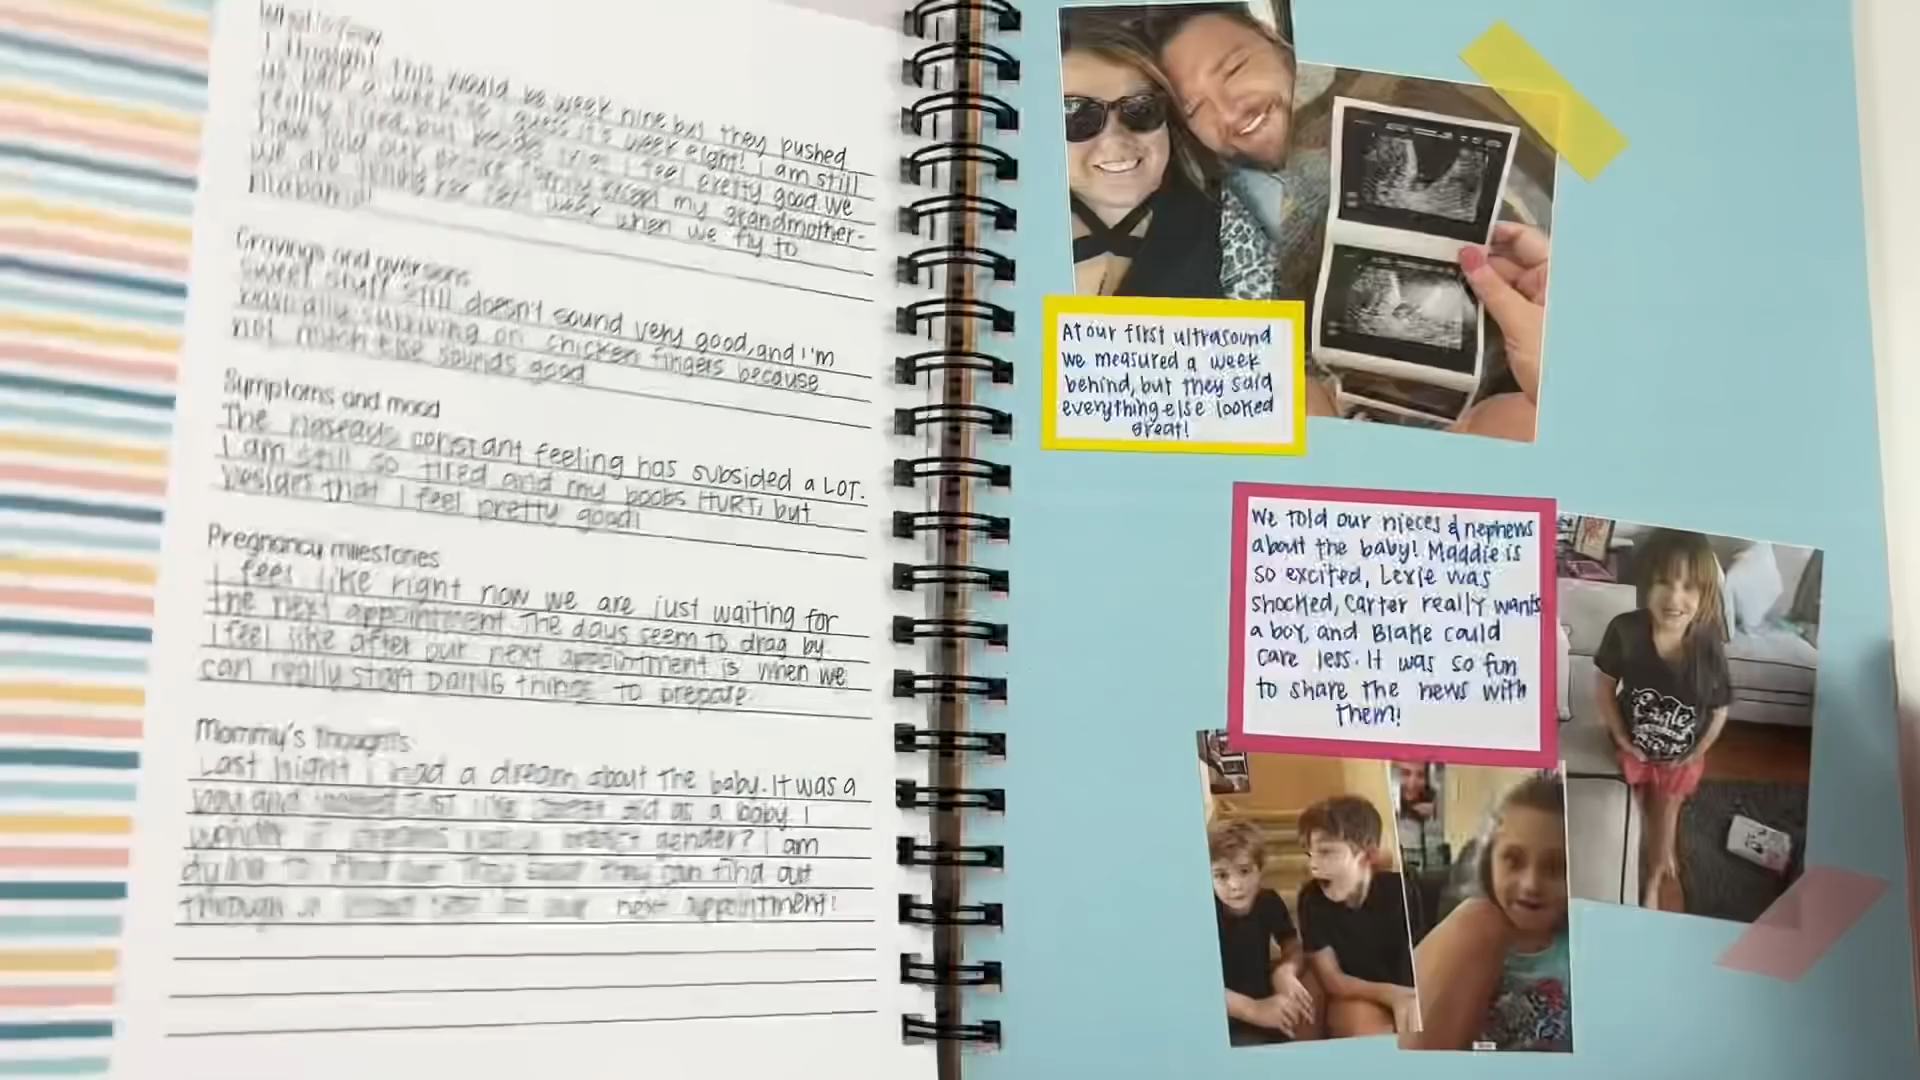 What's new
I thought this would be week nine but they pushed
us back a week, so I guess it's week eight! I am still
really tired, but besides that I feel pretty good. We
have told our entire family except my grandmother-
we are telling her next week when we fly to
Alabama!
Cravings and aversions
Sweet stuff still doesn't sound very good, and I'm
basically surviving on chicken fingers because
not much else sounds good
Symptoms and mood
The constant feeling has subsided a LOT.
I am still so tired and my boobs HURT, but
besides that I feel pretty good!
Pregnancy milestones
I feel like right now we are just waiting for
the next appointment. The days seem to drag by.
I feel like after our next appointment is when we
can really start DOING things to prepare.
Mommy's thoughts
Last night I had a dream about the baby. It was a
boy and looked just like did as a baby. I
wonder if dreams gender? I am
dying to find out. They said they can find out
through a blood test at our next appointment!
At our first ultrasound
we measured a week
behind, but they said
everything else looked
great!
We told our nieces & nephews
about the baby! Maddie is
so excited, Lexie was
shocked, Carter really wants
a boy, and Blake could
care less. It was so fun
to share the news with
them!